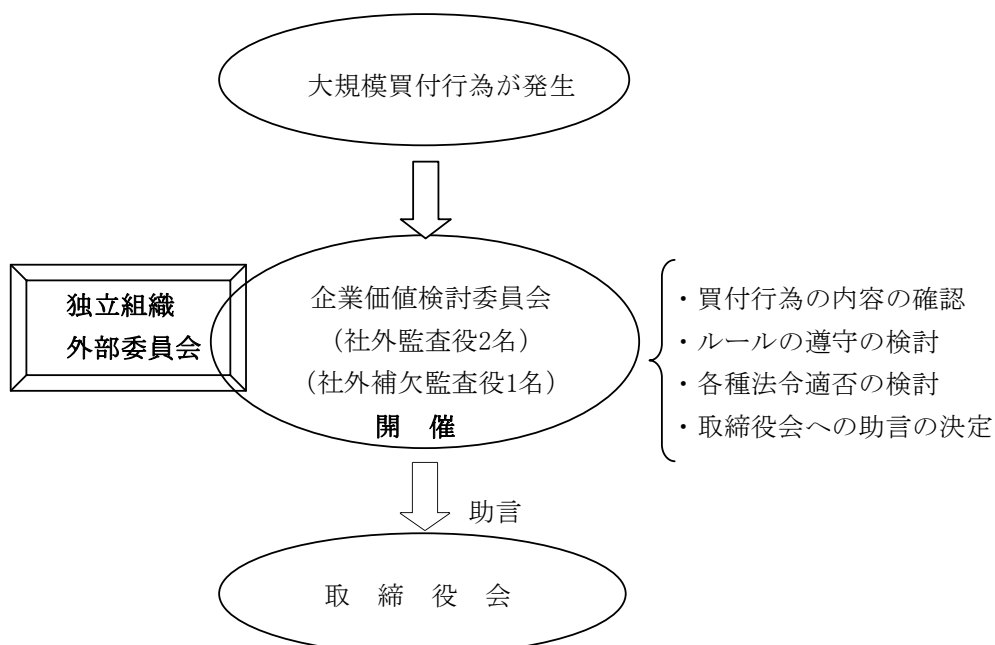 大規模買付行為が発生
独立組織
外部委員会
企業価値検討委員会
(社外監査役2名)
(社外補欠監査役1名)
開　催
・買付行為の内容の確認
・ルールの遵守の検討
・各種法令適否の検討
・取締役会への助言の決定
助言
取　締　役　会